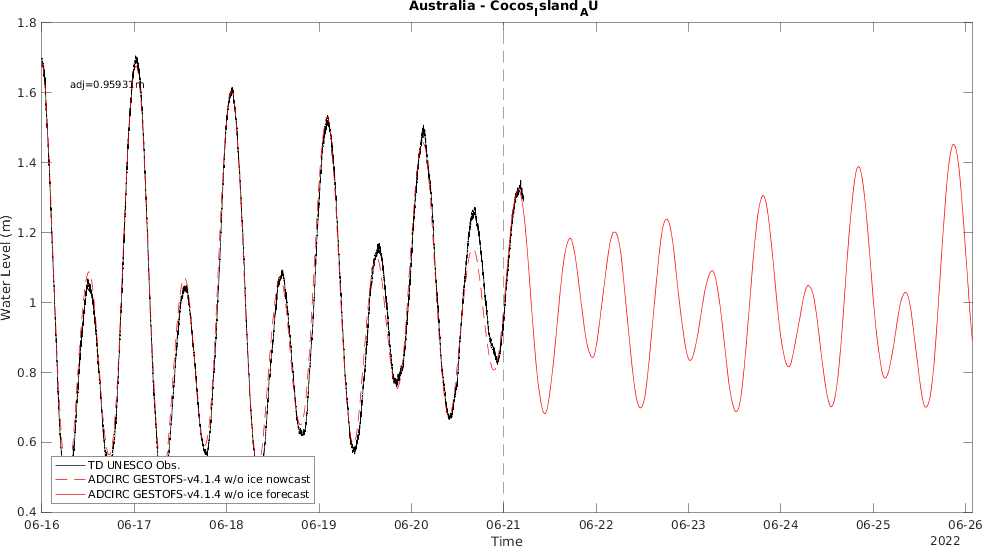 Australia - CocosIslandAU
1.8
adj=0.95931m
1.6
1.4
1.2
1
0.8
0.6
0.4
Water Level (m)
TD UNESCO Obs.
ADCIRC GESTOFS-v4.1.4 w/o ice nowcast
ADCIRC GESTOFS-v4.1.4 w/o ice forecast
06-16 06-17 06-18 06-19 06-20 06-21 06-22 06-23 06-24 06-25 06-26
Time
2022